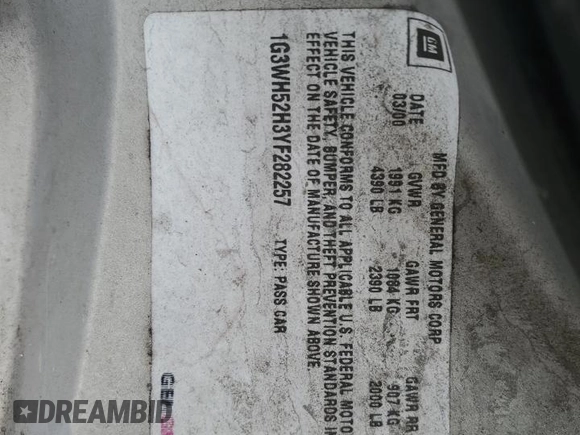 GM
MFD BY GENERAL MOTORS CORP
DATE GVWR GAWR FRT GAWR RR
03/00 1991 KG 1084 KG 907 KG
4390 LB 2390 LB 2000 LB
THIS VEHICLE CONFORMS TO ALL APPLICABLE U.S. FEDERAL MOTO
VEHICLE SAFETY, BUMPER, AND THEFT PREVENTION STANDARDS IN
EFFECT ON THE DATE OF MANUFACTURE SHOWN ABOVE.
1G3WH52H3YF282257 TYPE: PASS CAR
DREAMBID